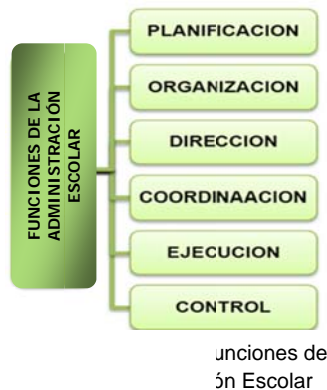 FUNCIONES DE LA
ADMINISTRACIÓN
ESCOLAR
PLANIFICACION
ORGANIZACION
DIRECCION
COORDINAACION
EJECUCION
CONTROL
unciones de
ón Escolar